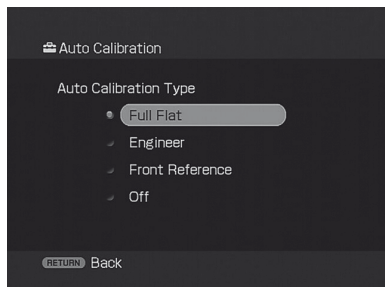 Auto Calibration
Auto Calibration Type
Full Flat
Engineer
Front Reference
Off
RETURN Back